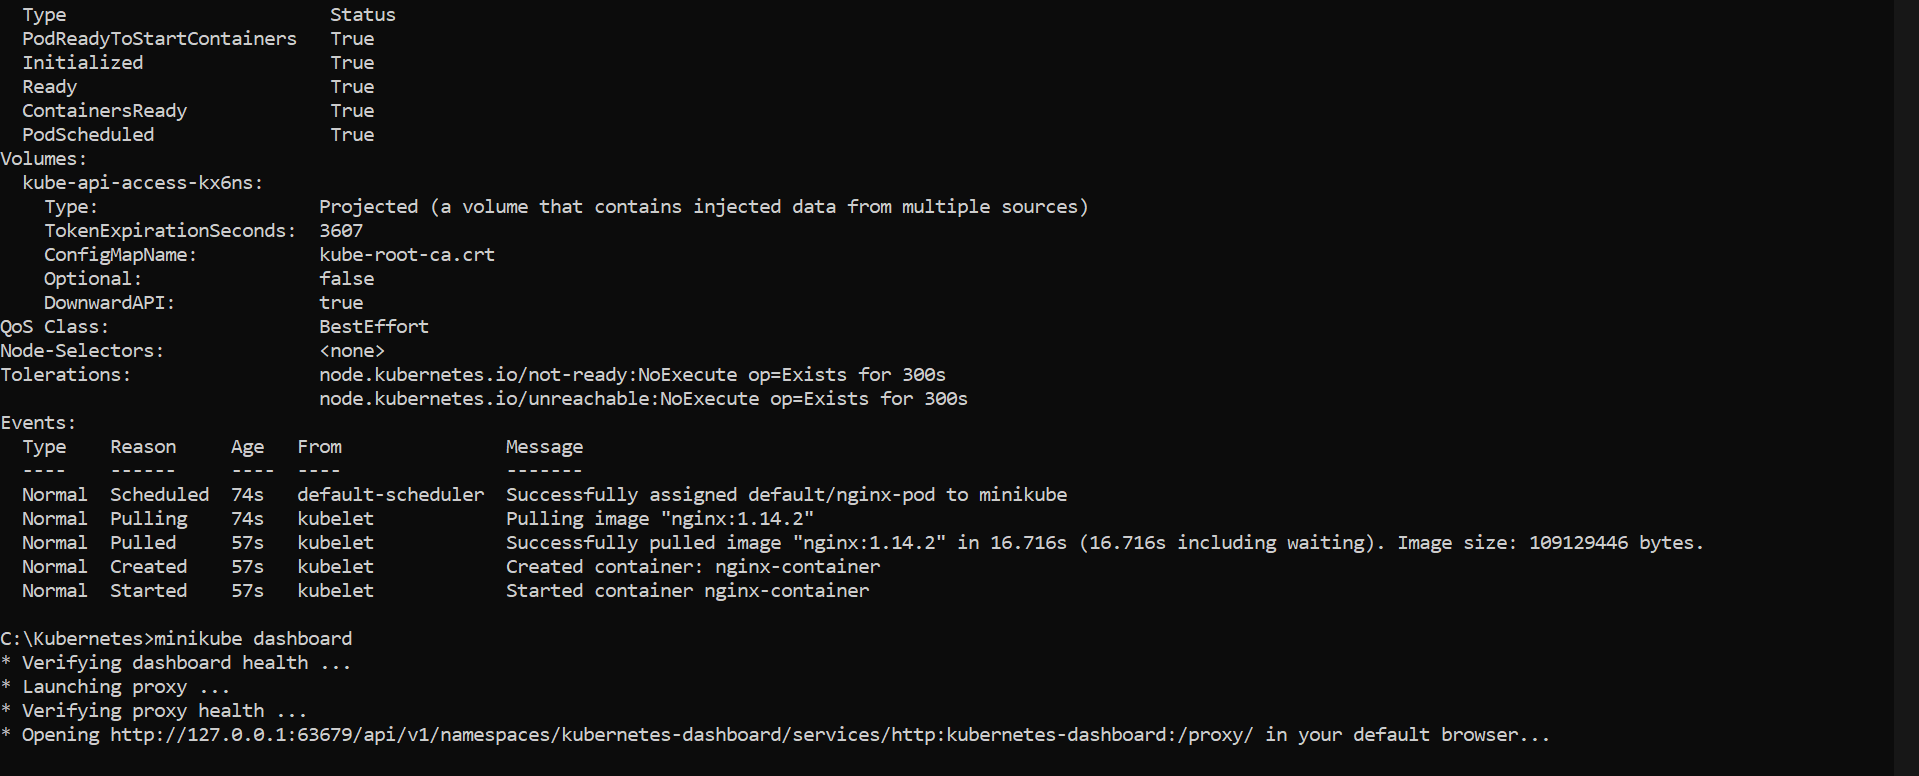 Type                        Status
  PodReadyToStartContainers   True
  Initialized                 True
  Ready                       True
  ContainersReady             True
  PodScheduled                True
Volumes:
  kube-api-access-kx6ns:
    Type:                    Projected (a volume that contains injected data from multiple sources)
    TokenExpirationSeconds:  3607
    ConfigMapName:           kube-root-ca.crt
    Optional:                false
    DownwardAPI:             true
QoS Class:                   BestEffort
Node-Selectors:              <none>
Tolerations:                 node.kubernetes.io/not-ready:NoExecute op=Exists for 300s
                             node.kubernetes.io/unreachable:NoExecute op=Exists for 300s
Events:
  Type    Reason     Age   From               Message
  ----    ------     ----  ----               -------
  Normal  Scheduled  74s   default-scheduler  Successfully assigned default/nginx-pod to minikube
  Normal  Pulling    74s   kubelet            Pulling image "nginx:1.14.2"
  Normal  Pulled     57s   kubelet            Successfully pulled image "nginx:1.14.2" in 16.716s (16.716s including waiting). Image size: 109129446 bytes.
  Normal  Created    57s   kubelet            Created container: nginx-container
  Normal  Started    57s   kubelet            Started container nginx-container

C:\Kubernetes>minikube dashboard
* Verifying dashboard health ...
* Launching proxy ...
* Verifying proxy health ...
* Opening http://127.0.0.1:63679/api/v1/namespaces/kubernetes-dashboard/services/http:kubernetes-dashboard:/proxy/ in your default browser...